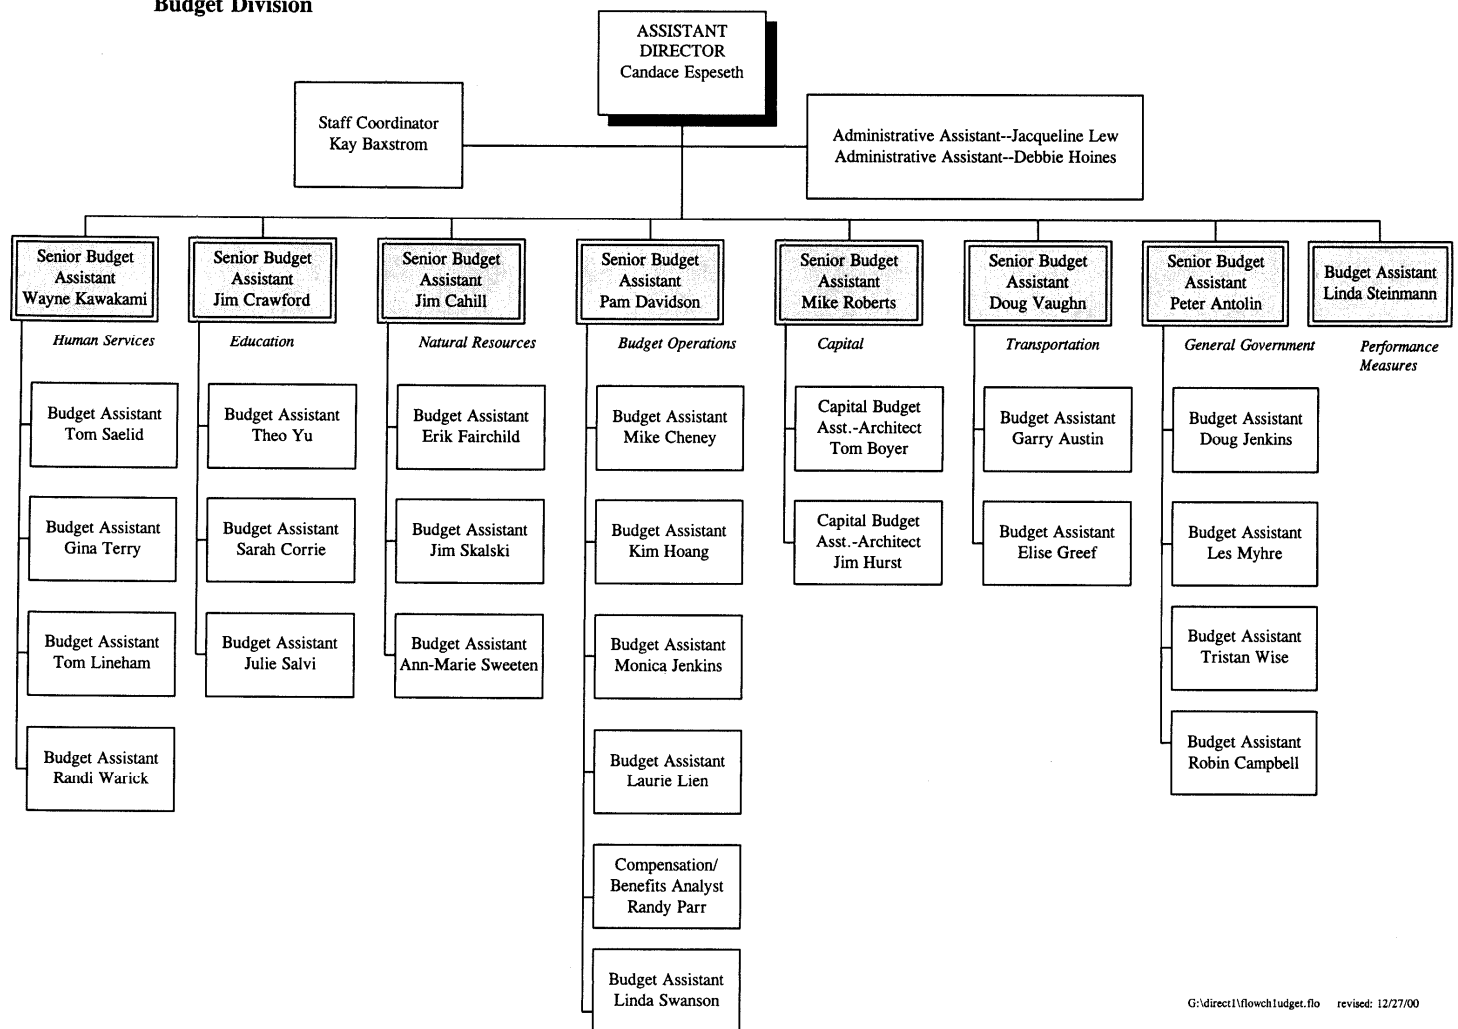 Budget Division
ASSISTANT
DIRECTOR
Candace Espeseth
Staff Coordinator
Kay Baxstrom
Administrative Assistant--Jacqueline Lew
Administrative Assistant--Debbie Hoines
Senior Budget
Assistant
Wayne Kawakami
Human Services
Budget Assistant
Tom Saelid
Budget Assistant
Gina Terry
Budget Assistant
Tom Lineham
Budget Assistant
Randi Warick
Senior Budget
Assistant
Jim Crawford
Education
Budget Assistant
Theo Yu
Budget Assistant
Sarah Corrie
Budget Assistant
Julie Salvi
Senior Budget
Assistant
Jim Cahill
Natural Resources
Budget Assistant
Erik Fairchild
Budget Assistant
Jim Skalski
Budget Assistant
Ann-Marie Sweeten
Senior Budget
Assistant
Pam Davidson
Budget Operations
Budget Assistant
Mike Cheney
Budget Assistant
Kim Hoang
Budget Assistant
Monica Jenkins
Budget Assistant
Laurie Lien
Compensation/
Benefits Analyst
Randy Parr
Budget Assistant
Linda Swanson
Senior Budget
Assistant
Mike Roberts
Capital
Capital Budget
Asst.-Architect
Tom Boyer
Capital Budget
Asst.-Architect
Jim Hurst
Senior Budget
Assistant
Doug Vaughn
Transportation
Budget Assistant
Garry Austin
Budget Assistant
Elise Greef
Senior Budget
Assistant
Peter Antolin
General Government
Budget Assistant
Doug Jenkins
Budget Assistant
Les Myhre
Budget Assistant
Tristan Wise
Budget Assistant
Robin Campbell
Budget Assistant
Linda Steinmann
Performance
Measures
G:\direct1\flowch1udget.flo revised: 12/27/00